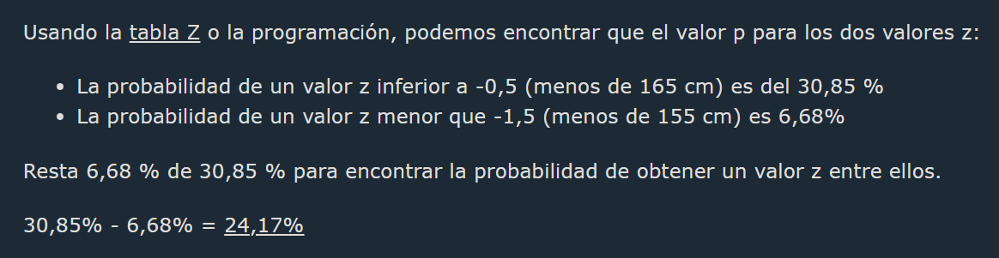 Usando la tabla Z o la programación, podemos encontrar que el valor p para los dos valores z:
• La probabilidad de un valor z inferior a -0,5 (menos de 165 cm) es del 30,85 %
• La probabilidad de un valor z menor que -1,5 (menos de 155 cm) es 6,68%
Resta 6,68 % de 30,85 % para encontrar la probabilidad de obtener un valor z entre ellos.
30,85% - 6,68% = 24,17%